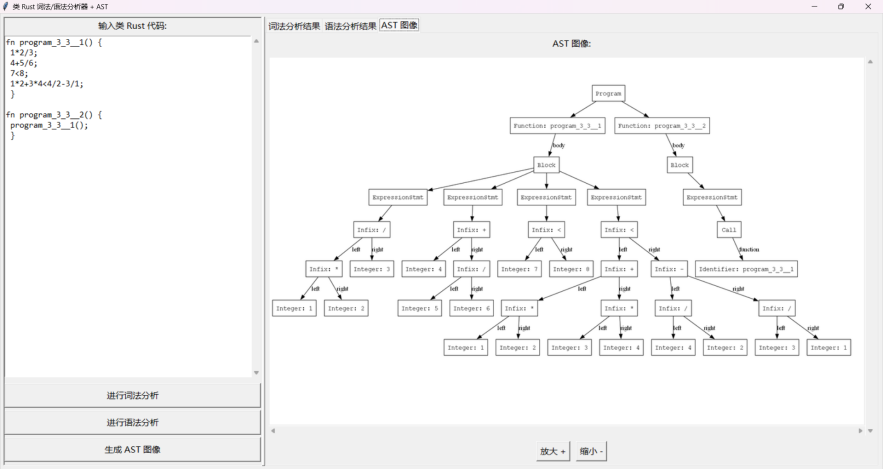 类 Rust 词法/语法分析器 + AST
输入类 Rust 代码:
fn program_3_3__1() {
1*2/3;
4+5/6;
7<8;
1*2+3*4<4/2-3/1;
}
fn program_3_3__2() {
program_3_3__1();
}
进行词法分析
进行语法分析
生成 AST 图像
词法分析结果 语法分析结果 AST 图像
AST 图像:
Program
Function: program_3_3__1 Function: program_3_3__2
body body
Block Block
ExpressionStmt ExpressionStmt ExpressionStmt ExpressionStmt ExpressionStmt
Infix: / Infix: + Infix: < Infix: < Call
left right left right left right left right function
Infix: * Integer: 3 Integer: 4 Infix: / Integer: 7 Integer: 8 Infix: + Infix: - Identifier: program_3_3__1
left right left right left right left right
Integer: 1 Integer: 2 Integer: 5 Integer: 6 Infix: * Infix: * Infix: / Infix: /
left right left right left right left right
Integer: 1 Integer: 2 Integer: 3 Integer: 4 Integer: 4 Integer: 2 Integer: 3 Integer: 1
放大 + 缩小 -